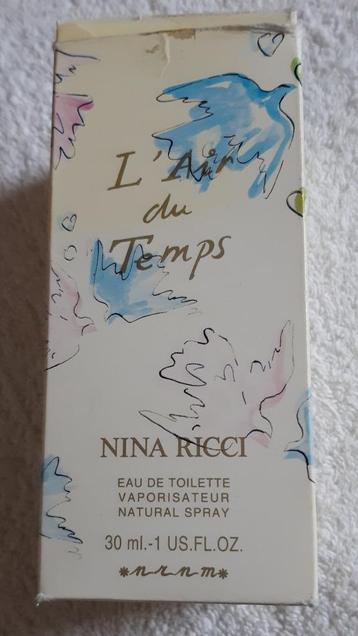 L'Air
du
Temps
NINA RICCI
EAU DE TOILETTE
VAPORISATEUR
NATURAL SPRAY
30 ml.-1 US.FL.OZ.